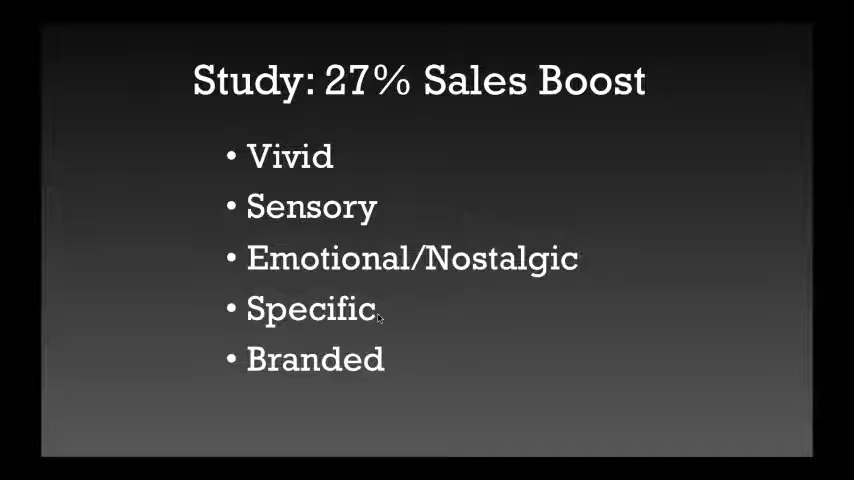 Study: 27% Sales Boost
• Vivid
• Sensory
• Emotional/Nostalgic
• Specific
• Branded